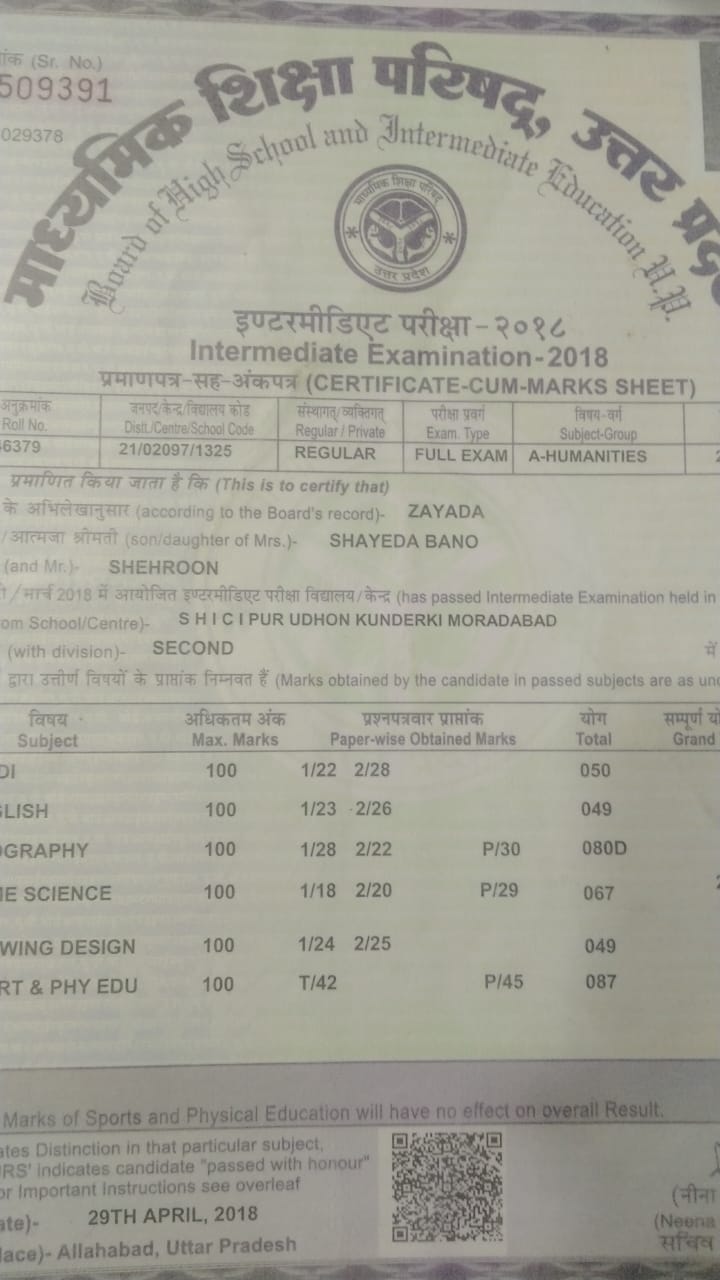 ांक (Sr. No.)
509391
029378
माध्यमिक शिक्षा परिषद्, उत्तर प्रदे
Board of High School and Intermediate Education U.P.
माध्यमिक शिक्षा परिषद्
उत्तर प्रदेश
इण्टरमीडिएट परीक्षा - २०१८
Intermediate Examination-2018
प्रमाणपत्र-सह-अंकपत्र (CERTIFICATE-CUM-MARKS SHEET)
अनुक्रमांक जनपद/केन्द्र/विद्यालय कोड संस्थागत/व्यक्तिगत् परीक्षा प्रवर्ग विषय-वर्ग
Roll No. Distt./Centre/School Code Regular / Private Exam. Type Subject-Group
6379 21/02097/1325 REGULAR FULL EXAM A-HUMANITIES
प्रमाणित किया जाता है कि (This is to certify that)
के अभिलेखानुसार (according to the Board's record)- ZAYADA
/आत्मजा श्रीमती (son/daughter of Mrs.)- SHAYEDA BANO
(and Mr.)- SHEHROON
/मार्च 2018 में आयोजित इण्टरमीडिएट परीक्षा विद्यालय/केन्द्र (has passed Intermediate Examination held in
om School/Centre)- S H I C I PUR UDHON KUNDERKI MORADABAD
(with division)- SECOND में
द्वारा उत्तीर्ण विषयों के प्राप्तांक निम्नवत हैं (Marks obtained by the candidate in passed subjects are as und
विषय अधिकतम अंक प्रश्नपत्रवार प्राप्तांक योग सम्पूर्ण यो
Subject Max. Marks Paper-wise Obtained Marks Total Grand
DI 100 1/22 2/28 050
GLISH 100 1/23 2/26 049
OGRAPHY 100 1/28 2/22 P/30 080D
ME SCIENCE 100 1/18 2/20 P/29 067
WING DESIGN 100 1/24 2/25 049
RT & PHY EDU 100 T/42 P/45 087
Marks of Sports and Physical Education will have no effect on overall Result.
ates Distinction in that particular subject,
URS' indicates candidate "passed with honour"
or Important Instructions see overleaf
ate)- 29TH APRIL, 2018
lace)- Allahabad, Uttar Pradesh
(नीना
(Neena
सचिव